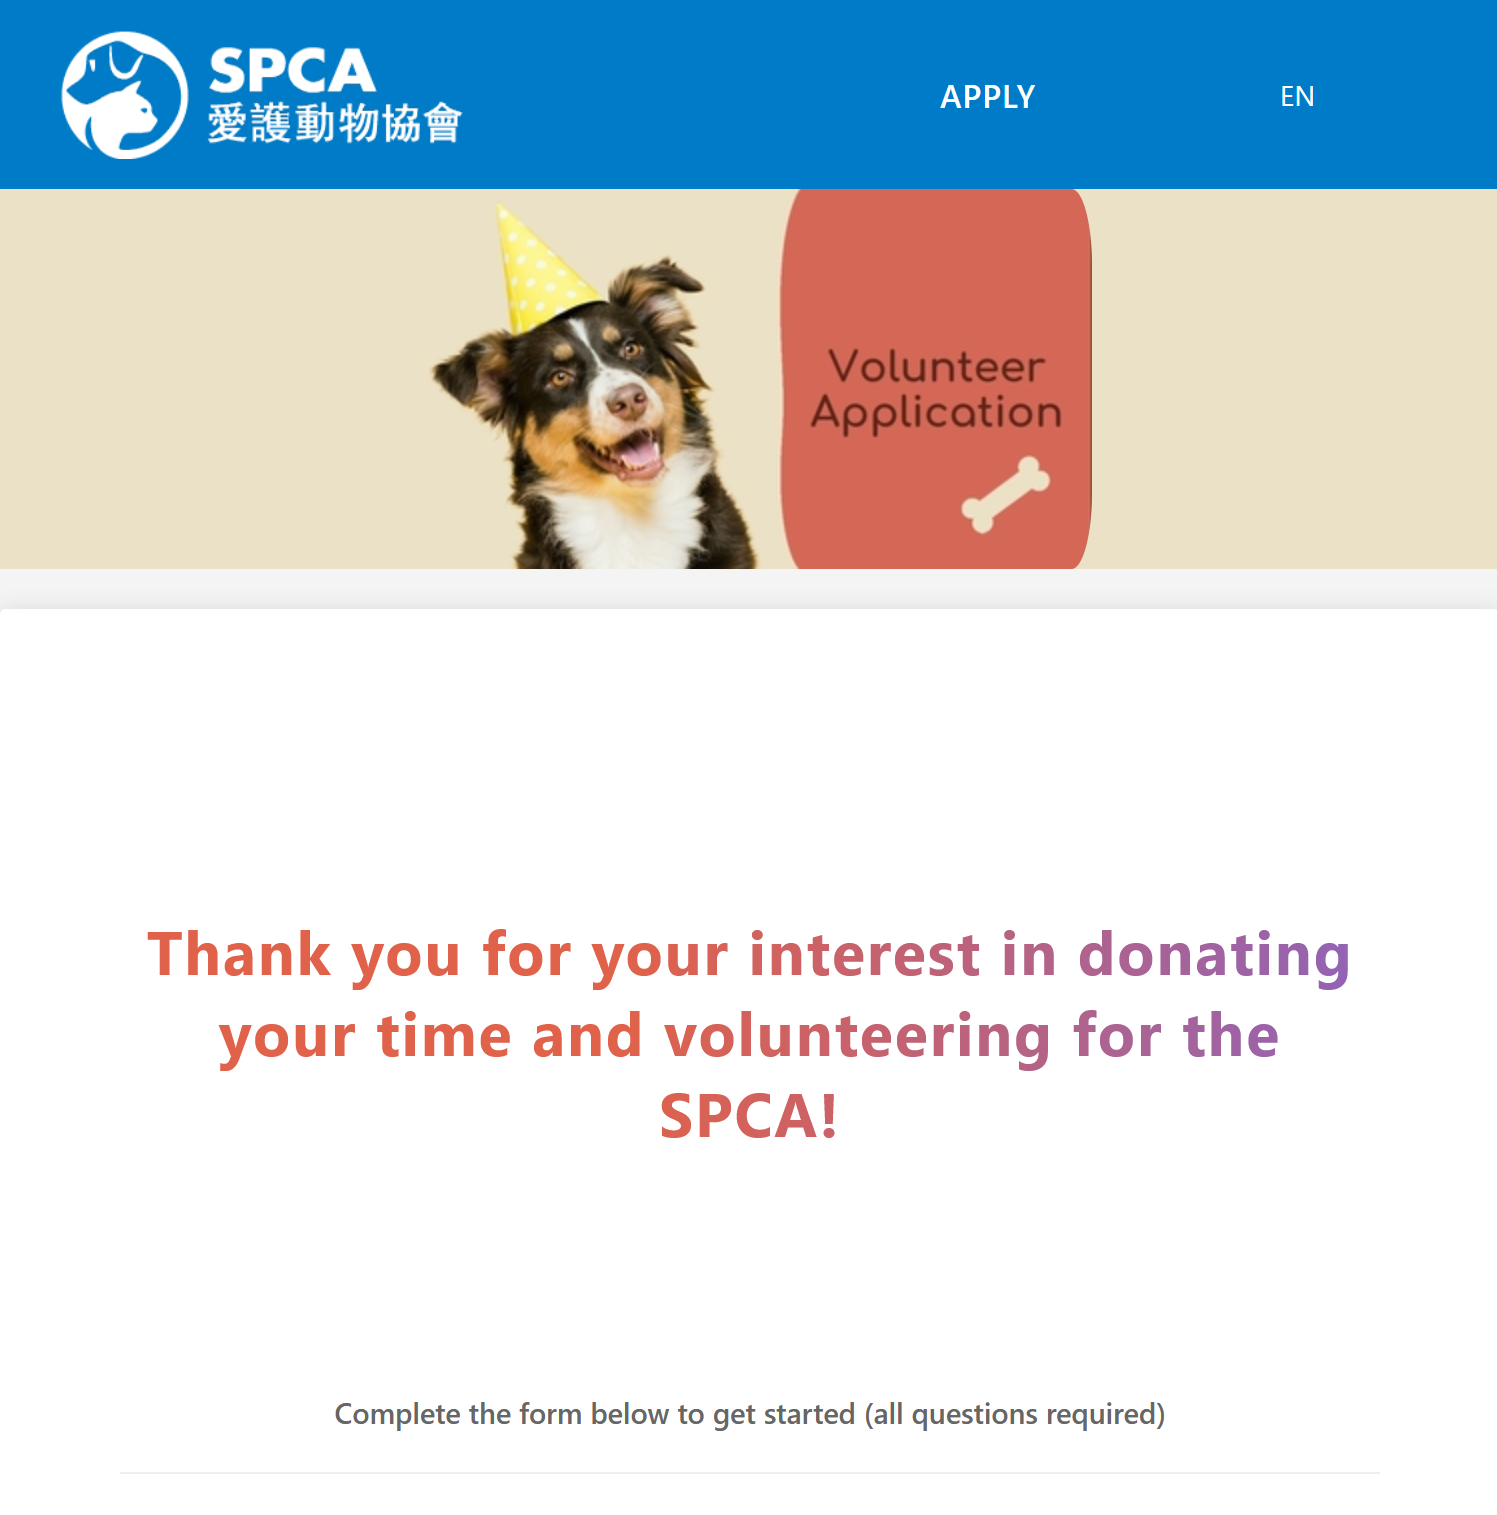 SPCA
愛護動物協會
APPLY
EN
Volunteer
Application
Thank you for your interest in donating
your time and volunteering for the
SPCA!
Complete the form below to get started (all questions required)